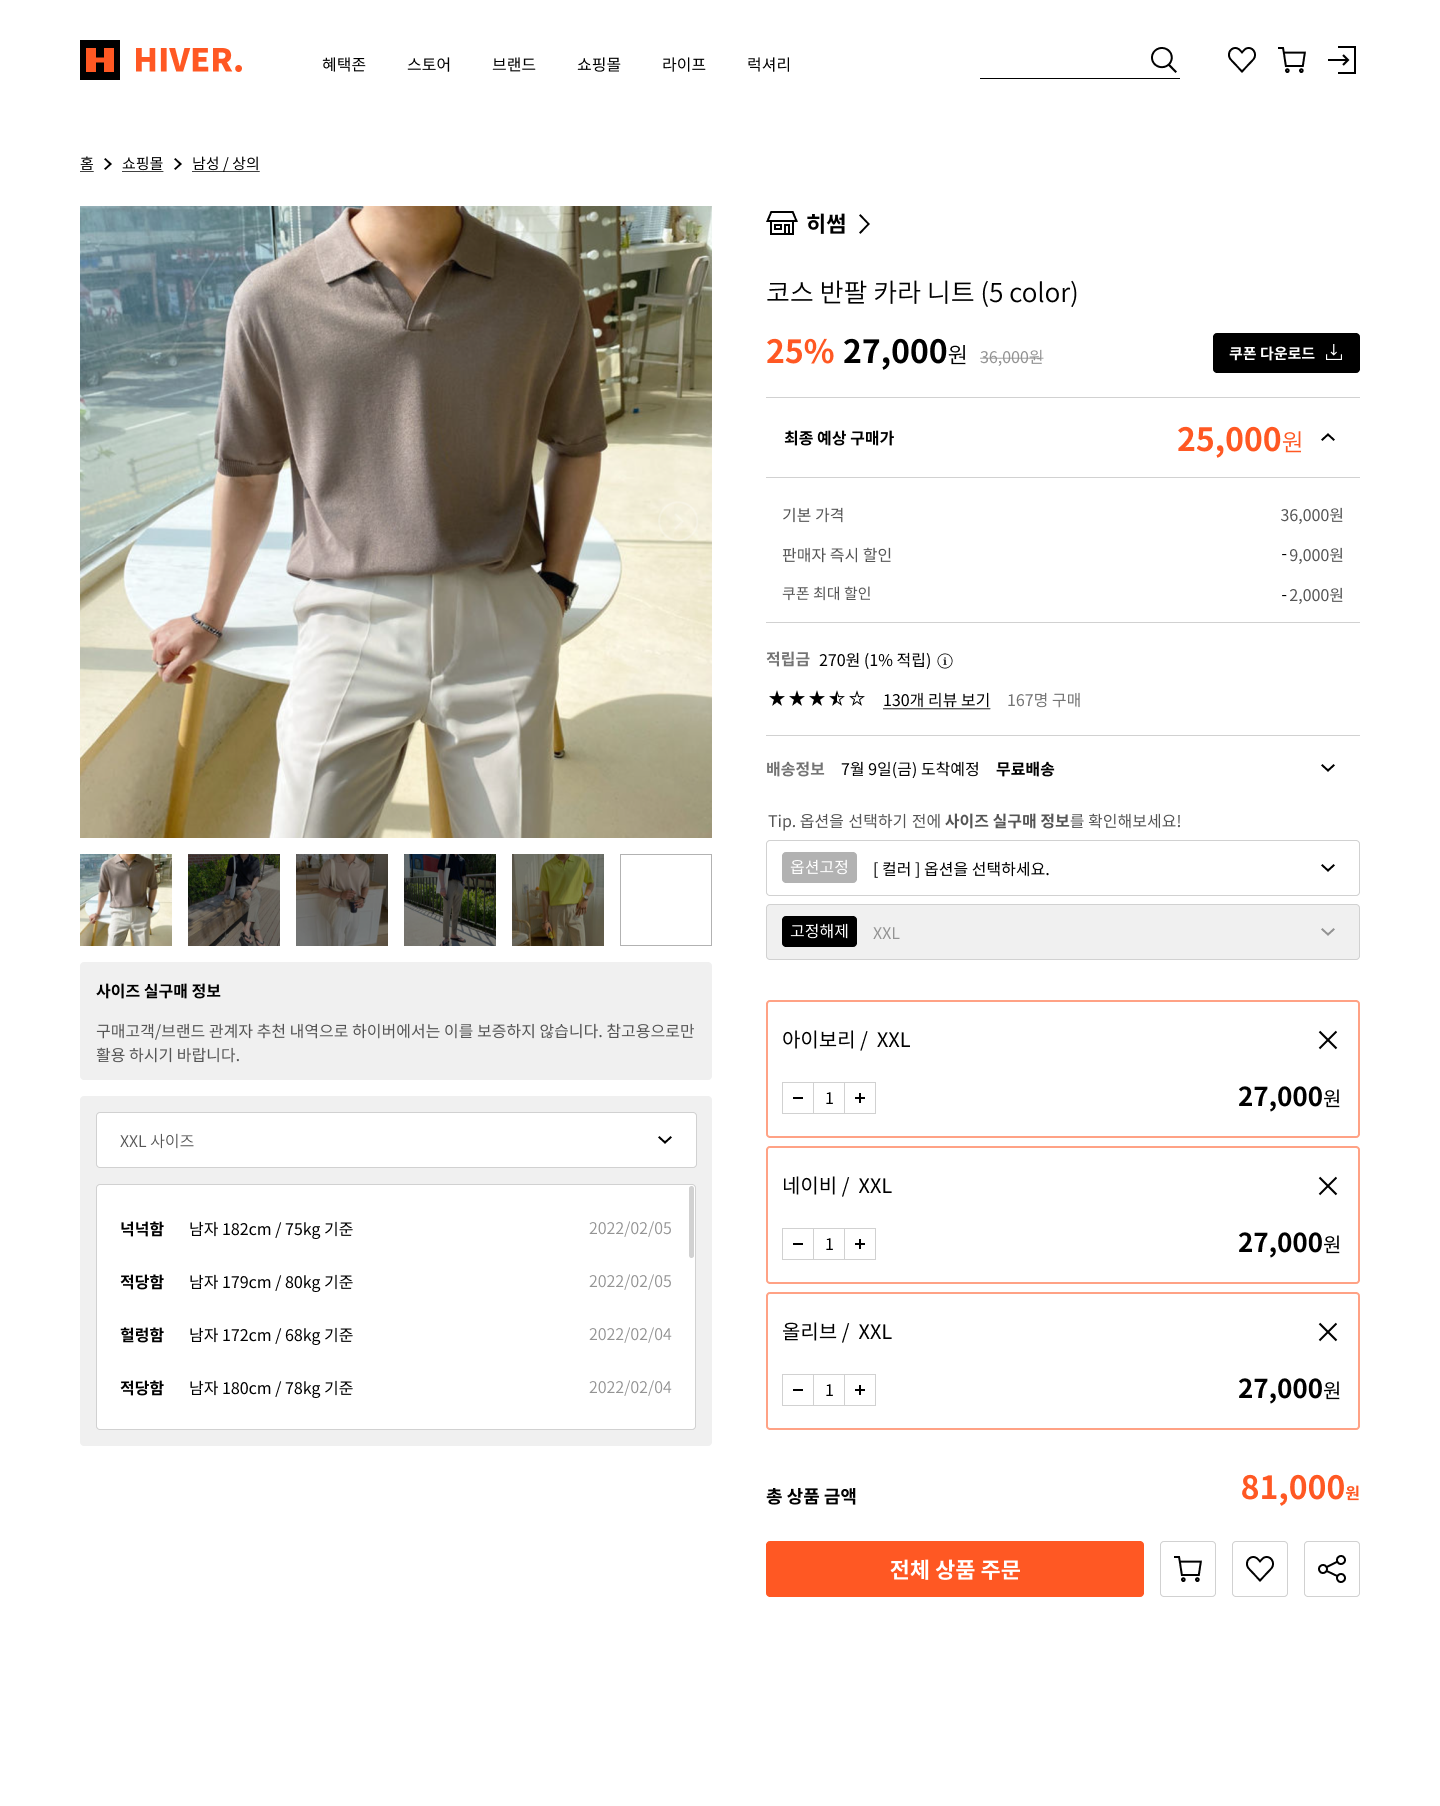 H HIVER.
혜택존 스토어 브랜드 쇼핑몰 라이프 럭셔리
홈 > 쇼핑몰 > 남성 / 상의
히썸
코스 반팔 카라 니트 (5 color)
25% 27,000원 36,000원
쿠폰 다운로드
최종 예상 구매가 25,000원
기본 가격 36,000원
판매자 즉시 할인 -9,000원
쿠폰 최대 할인 -2,000원
적립금 270원 (1% 적립)
130개 리뷰 보기 167명 구매
배송정보 7월 9일(금) 도착예정 무료배송
Tip. 옵션을 선택하기 전에 사이즈 실구매 정보를 확인해보세요!
옵션고정 [ 컬러 ] 옵션을 선택하세요.
고정해제 XXL
사이즈 실구매 정보
구매고객/브랜드 관계자 추천 내역으로 하이버에서는 이를 보증하지 않습니다. 참고용으로만
활용 하시기 바랍니다.
XXL 사이즈
넉넉함 남자 182cm / 75kg 기준 2022/02/05
적당함 남자 179cm / 80kg 기준 2022/02/05
헐렁함 남자 172cm / 68kg 기준 2022/02/04
적당함 남자 180cm / 78kg 기준 2022/02/04
아이보리 / XXL
1 27,000원
네이비 / XXL
1 27,000원
올리브 / XXL
1 27,000원
총 상품 금액 81,000원
전체 상품 주문